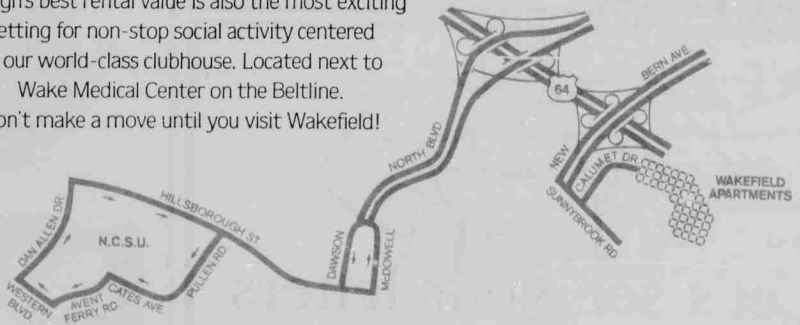 best rental value is also the most exciting
etting for non-stop social activity centered
our world-class clubhouse. Located next to
Wake Medical Center on the Beltline.
on't make a move until you visit Wakefield!
64
BERN AVE.
NORTH BLVD
NEW
CALUMET DR
SUNNYBROOK RD
WAKEFIELD
APARTMENTS
HILLSBOROUGH ST.
DAN ALLEN DR
N.C.S.U.
PULLEN RD.
DAWSON
McDOWELL
CATES AVE
AVENT
FERRY RD.
WESTERN
BLVD